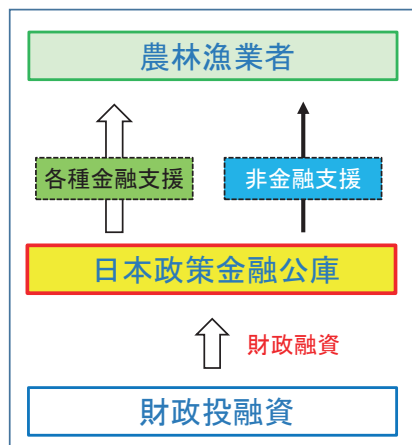 農林漁業者
各種金融支援
非金融支援
日本政策金融公庫
財政融資
財政投融資